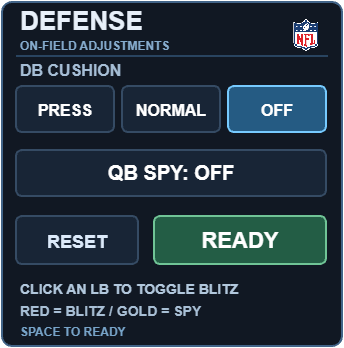 DEFENSE
ON-FIELD ADJUSTMENTS
NFL
DB CUSHION
PRESS NORMAL OFF
QB SPY: OFF
RESET READY
CLICK AN LB TO TOGGLE BLITZ
RED = BLITZ / GOLD = SPY
SPACE TO READY